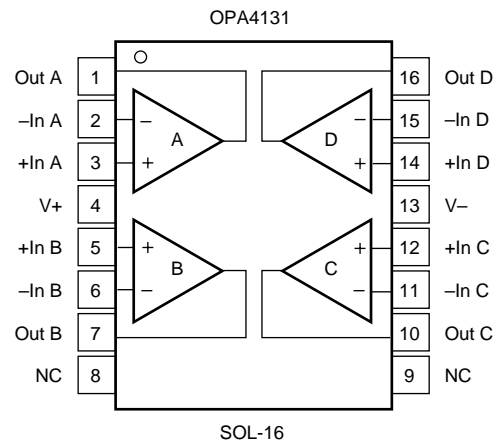 OPA4131
Out A 1 16 Out D
–In A 2 – – 15 –In D
A D
+In A 3 + + 14 +In D
V+ 4 13 V–
+In B 5 + + 12 +In C
B C
–In B 6 – – 11 –In C
Out B 7 10 Out C
NC 8 9 NC
SOL-16